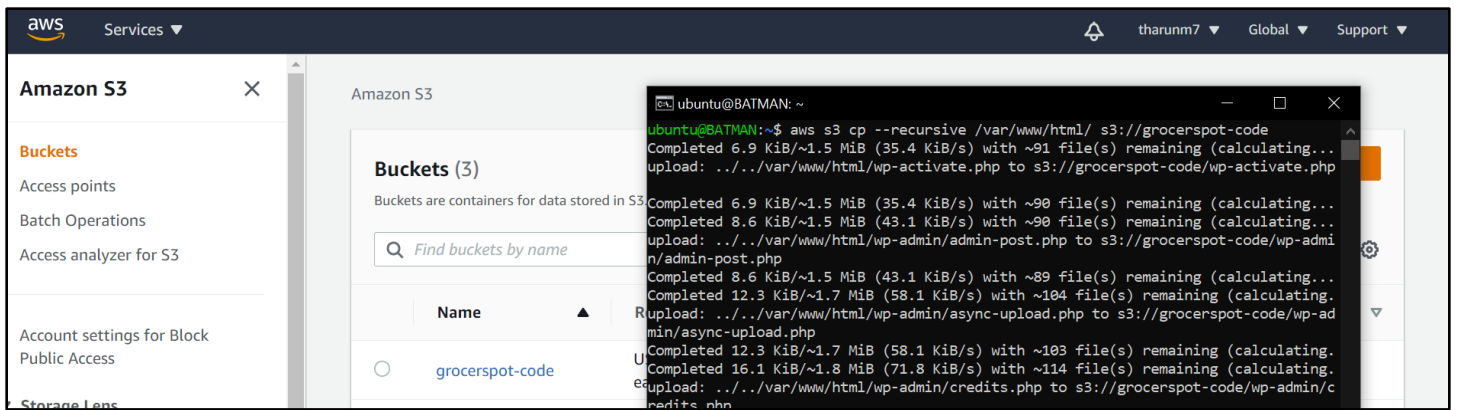 aws Services ▼ tharunm7 ▼ Global ▼ Support ▼
Amazon S3
Buckets
Access points
Batch Operations
Access analyzer for S3
Account settings for Block
Public Access
Storage Lens
Amazon S3
Buckets (3)
Buckets are containers for data stored in S3.
Find buckets by name
Name ▲
grocerspot-code
ubuntu@BATMAN: ~
ubuntu@BATMAN:~$ aws s3 cp --recursive /var/www/html/ s3://grocerspot-code
Completed 6.9 KiB/~1.5 MiB (35.4 KiB/s) with ~91 file(s) remaining (calculating...
upload: ../../var/www/html/wp-activate.php to s3://grocerspot-code/wp-activate.php
Completed 6.9 KiB/~1.5 MiB (35.4 KiB/s) with ~90 file(s) remaining (calculating...
Completed 8.6 KiB/~1.5 MiB (43.1 KiB/s) with ~90 file(s) remaining (calculating...
upload: ../../var/www/html/wp-admin/admin-post.php to s3://grocerspot-code/wp-admi
n/admin-post.php
Completed 8.6 KiB/~1.5 MiB (43.1 KiB/s) with ~89 file(s) remaining (calculating...
Completed 12.3 KiB/~1.7 MiB (58.1 KiB/s) with ~104 file(s) remaining (calculating.
upload: ../../var/www/html/wp-admin/async-upload.php to s3://grocerspot-code/wp-ad
min/async-upload.php
Completed 12.3 KiB/~1.7 MiB (58.1 KiB/s) with ~103 file(s) remaining (calculating.
Completed 16.1 KiB/~1.8 MiB (71.8 KiB/s) with ~114 file(s) remaining (calculating.
upload: ../../var/www/html/wp-admin/credits.php to s3://grocerspot-code/wp-admin/c
redits.php